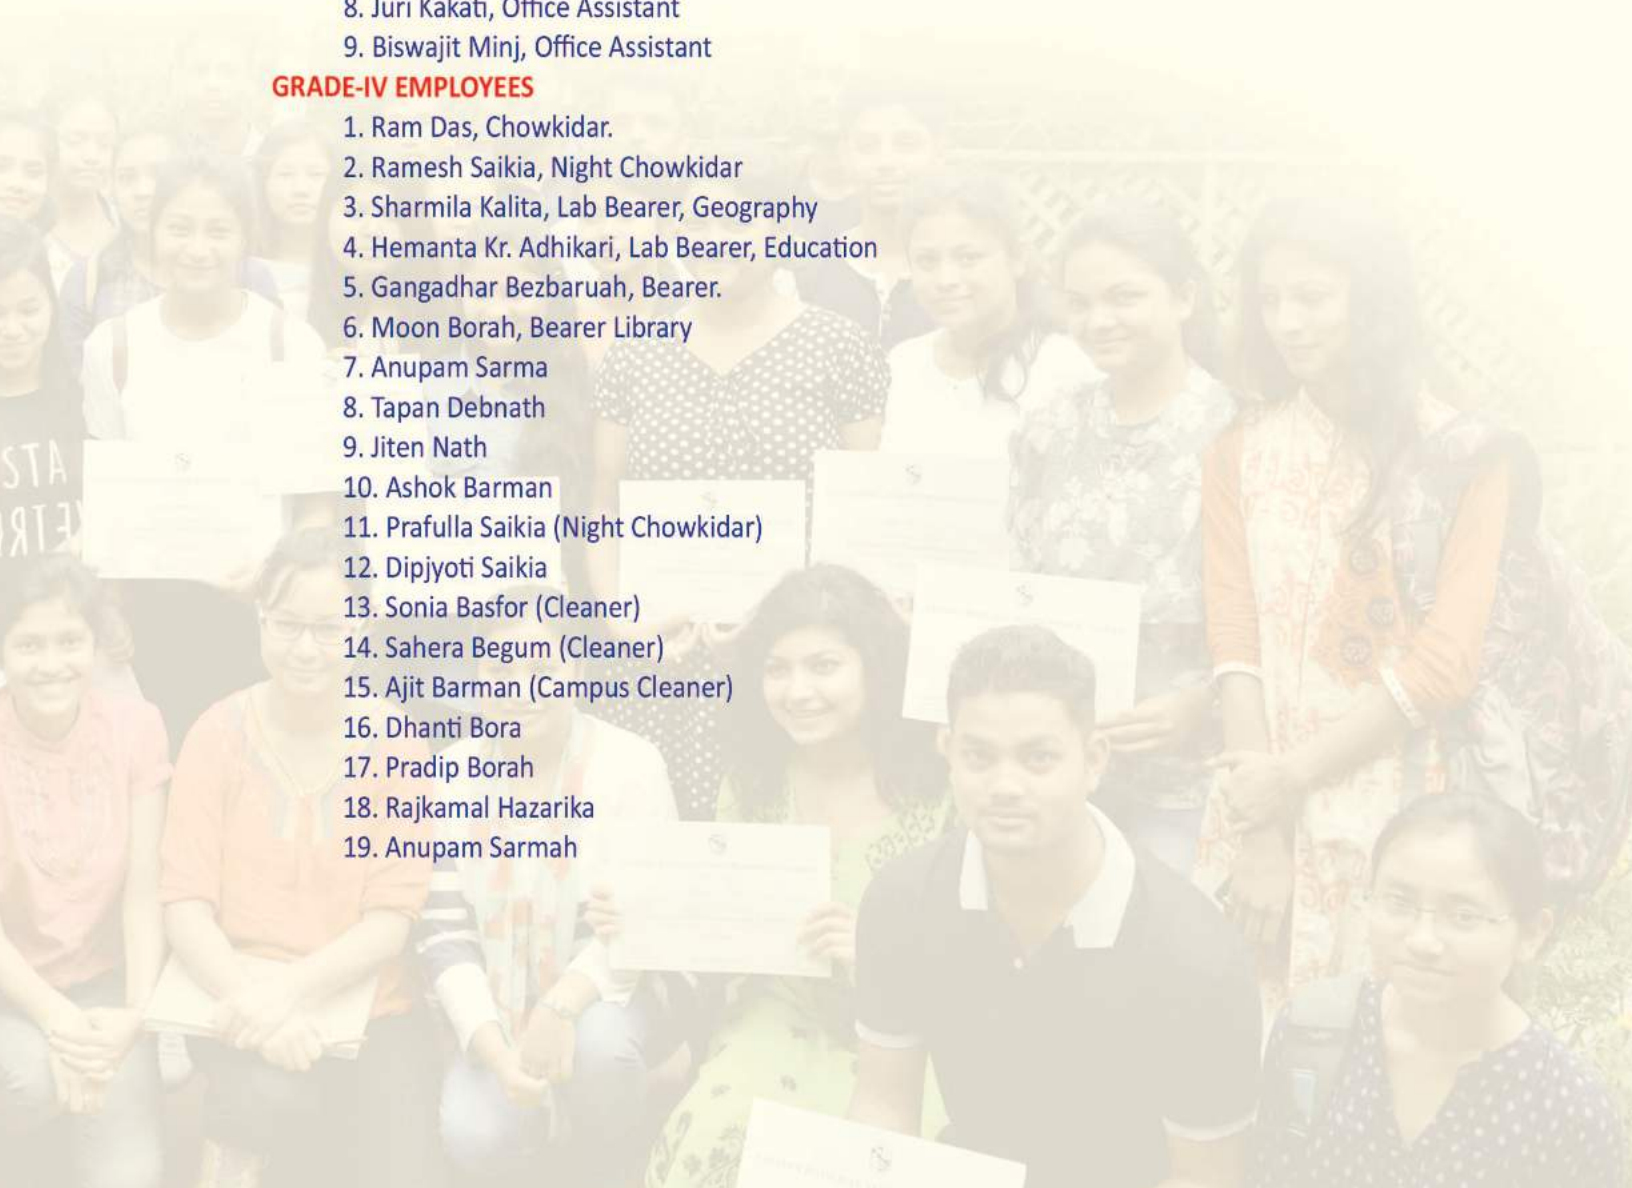 8. Juri Kakati, Office Assistant
9. Biswajit Minj, Office Assistant
GRADE-IV EMPLOYEES
1. Ram Das, Chowkidar.
2. Ramesh Saikia, Night Chowkidar
3. Sharmila Kalita, Lab Bearer, Geography
4. Hemanta Kr. Adhikari, Lab Bearer, Education
5. Gangadhar Bezbaruah, Bearer.
6. Moon Borah, Bearer Library
7. Anupam Sarma
8. Tapan Debnath
9. Jiten Nath
10. Ashok Barman
11. Prafulla Saikia (Night Chowkidar)
12. Dipjyoti Saikia
13. Sonia Basfor (Cleaner)
14. Sahera Begum (Cleaner)
15. Ajit Barman (Campus Cleaner)
16. Dhanti Bora
17. Pradip Borah
18. Rajkamal Hazarika
19. Anupam Sarmah
STA